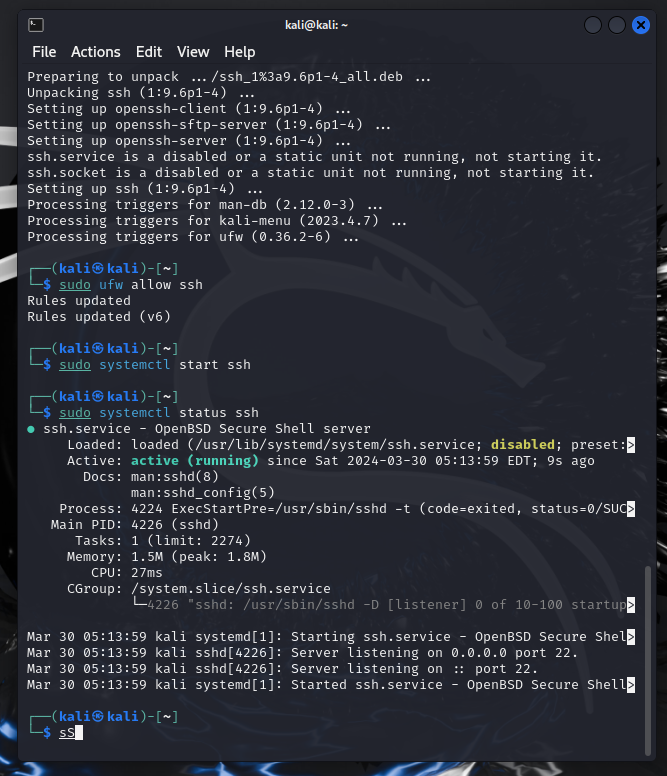 kali@kali: ~
File Actions Edit View Help
Preparing to unpack .../ssh_1%3a9.6p1-4_all.deb ...
Unpacking ssh (1:9.6p1-4) ...
Setting up openssh-client (1:9.6p1-4) ...
Setting up openssh-sftp-server (1:9.6p1-4) ...
Setting up openssh-server (1:9.6p1-4) ...
ssh.service is a disabled or a static unit not running, not starting it.
ssh.socket is a disabled or a static unit not running, not starting it.
Setting up ssh (1:9.6p1-4) ...
Processing triggers for man-db (2.12.0-3) ...
Processing triggers for kali-menu (2023.4.7) ...
Processing triggers for ufw (0.36.2-6) ...
┌──(kali㉿kali)-[~]
└─$ sudo ufw allow ssh
Rules updated
Rules updated (v6)
┌──(kali㉿kali)-[~]
└─$ sudo systemctl start ssh
┌──(kali㉿kali)-[~]
└─$ sudo systemctl status ssh
● ssh.service - OpenBSD Secure Shell server
Loaded: loaded (/usr/lib/systemd/system/ssh.service; disabled; preset:>
Active: active (running) since Sat 2024-03-30 05:13:59 EDT; 9s ago
Docs: man:sshd(8)
man:sshd_config(5)
Process: 4224 ExecStartPre=/usr/sbin/sshd -t (code=exited, status=0/SUC>
Main PID: 4226 (sshd)
Tasks: 1 (limit: 2274)
Memory: 1.5M (peak: 1.8M)
CPU: 27ms
CGroup: /system.slice/ssh.service
└─4226 "sshd: /usr/sbin/sshd -D [listener] 0 of 10-100 startup>
Mar 30 05:13:59 kali systemd[1]: Starting ssh.service - OpenBSD Secure Shel>
Mar 30 05:13:59 kali sshd[4226]: Server listening on 0.0.0.0 port 22.
Mar 30 05:13:59 kali sshd[4226]: Server listening on :: port 22.
Mar 30 05:13:59 kali systemd[1]: Started ssh.service - OpenBSD Secure Shell>
┌──(kali㉿kali)-[~]
└─$ sS